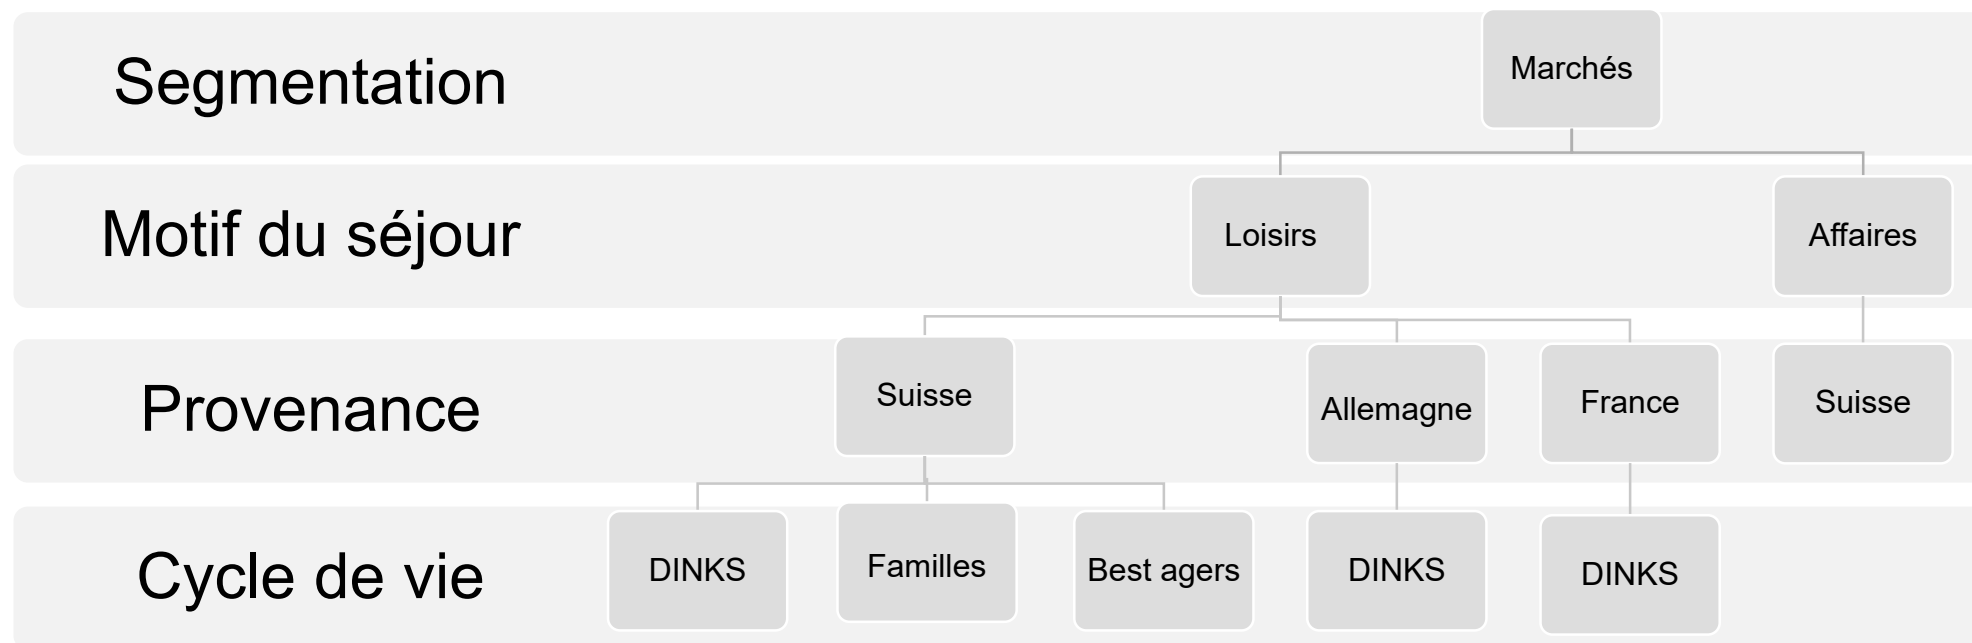 Segmentation
Marchés
Motif du séjour
Loisirs
Affaires
Provenance
Suisse
Allemagne
France
Suisse
Cycle de vie
DINKS
Familles
Best agers
DINKS
DINKS